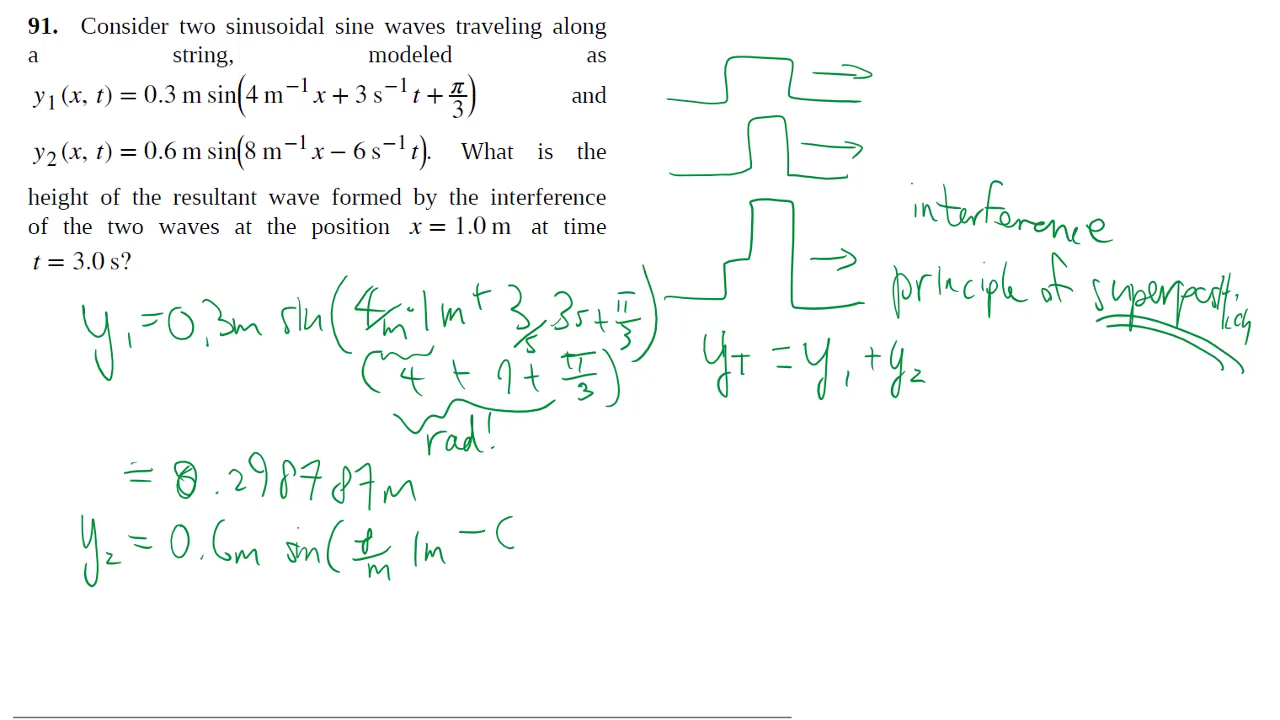 91. Consider two sinusoidal sine waves traveling along
a string, modeled as
y₁(x, t) = 0.3 m sin(4 m⁻¹ x + 3 s⁻¹ t + π/3) and
y₂(x, t) = 0.6 m sin(8 m⁻¹ x − 6 s⁻¹ t). What is the
height of the resultant wave formed by the interference
of the two waves at the position x = 1.0 m at time
t = 3.0 s?
y₁ = 0.3m sin(4/m · 1m + 3/s 3s + π/3)
(4 + 9 + π/3)
rad!
= 0.298787m
y₂ = 0.6m sin(8/m 1m − 6
interference
principle of superposition
y_T = y₁ + y₂